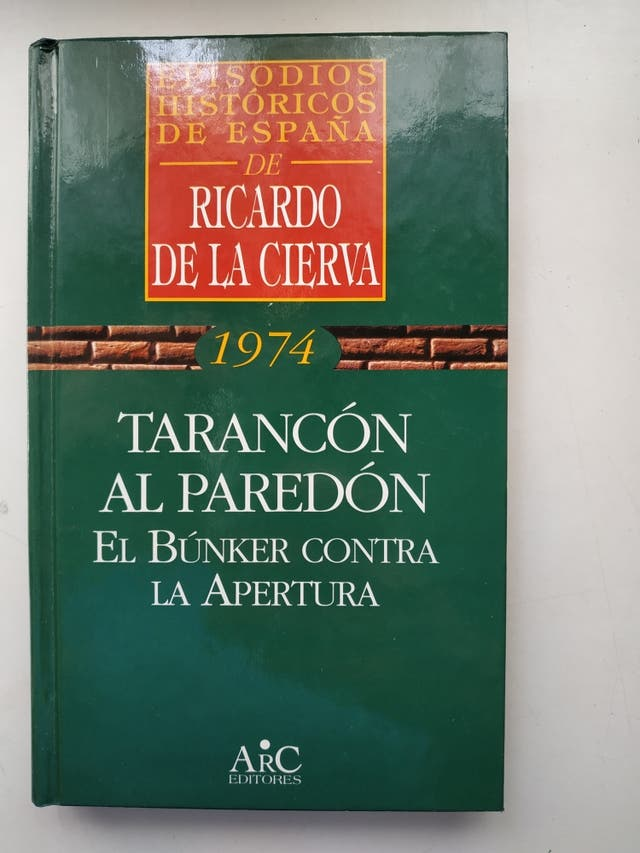 EPISODIOS
HISTÓRICOS
DE ESPAÑA
DE
RICARDO
DE LA CIERVA
1974
TARANCÓN
AL PAREDÓN
EL BÚNKER CONTRA
LA APERTURA
ARC
EDITORES